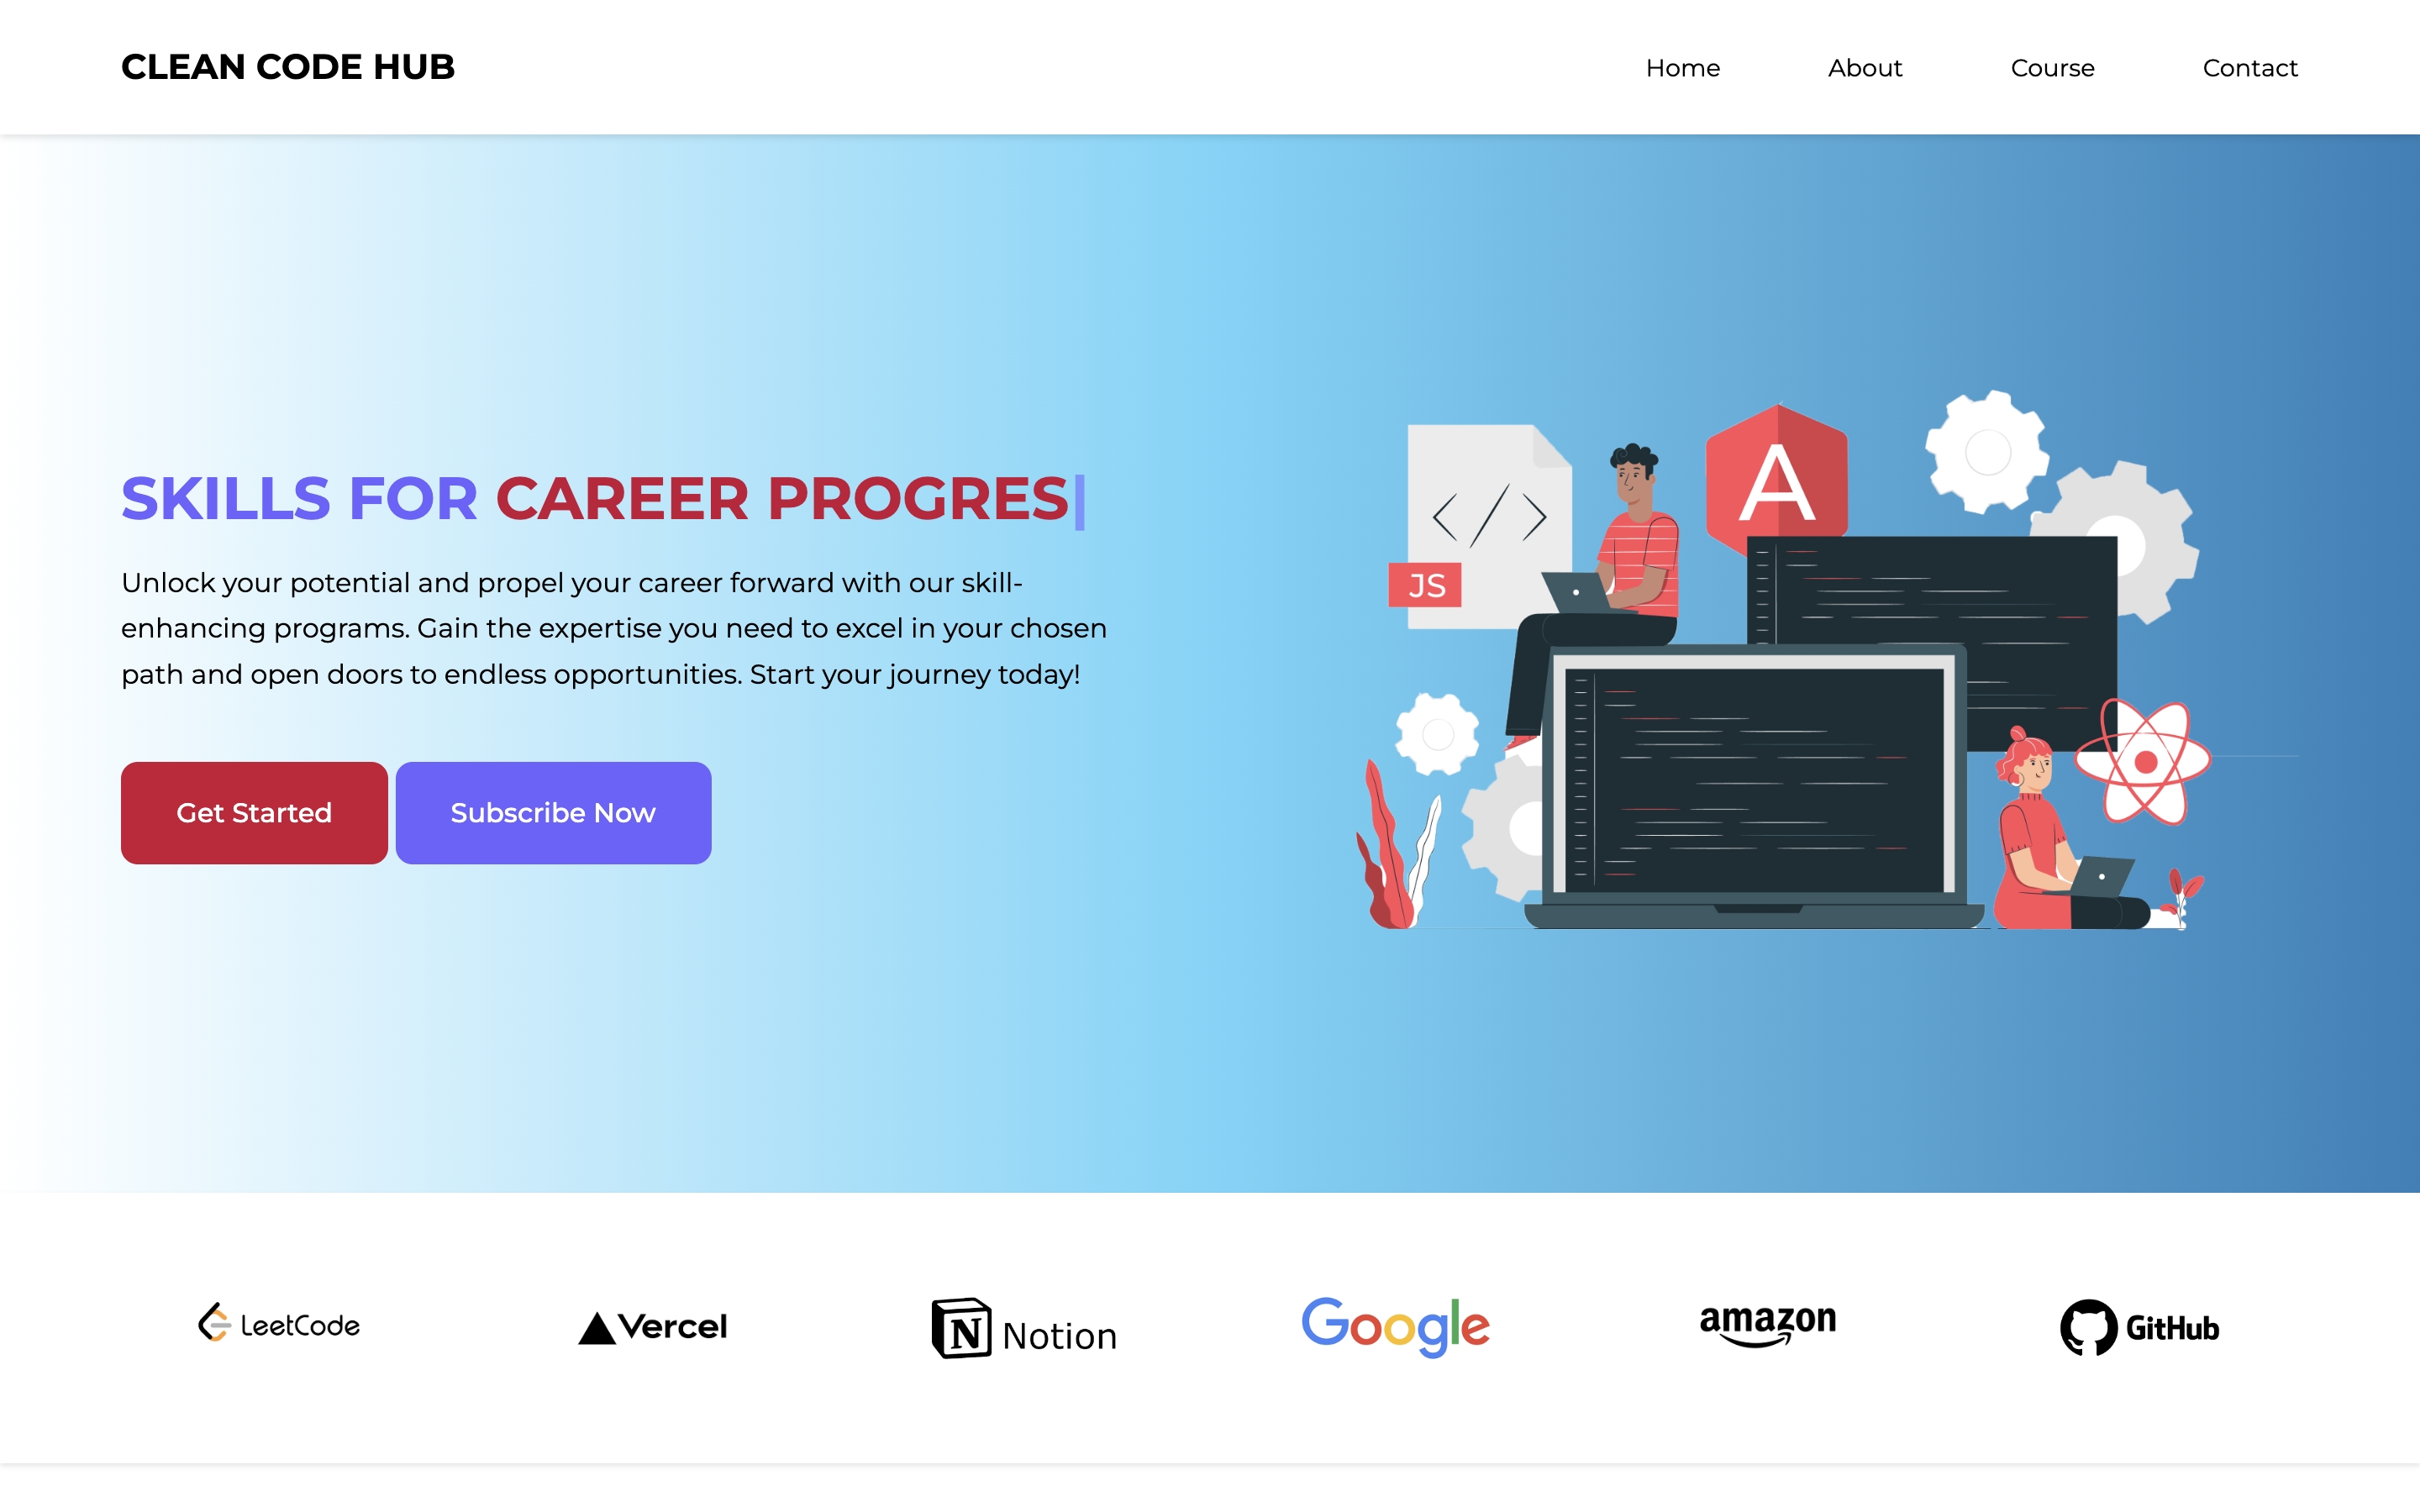 CLEAN CODE HUB
Home About Course Contact
SKILLS FOR CAREER PROGRES
Unlock your potential and propel your career forward with our skill-
enhancing programs. Gain the expertise you need to excel in your chosen
path and open doors to endless opportunities. Start your journey today!
Get Started Subscribe Now
</>
A
JS
LeetCode Vercel N Notion Google amazon GitHub